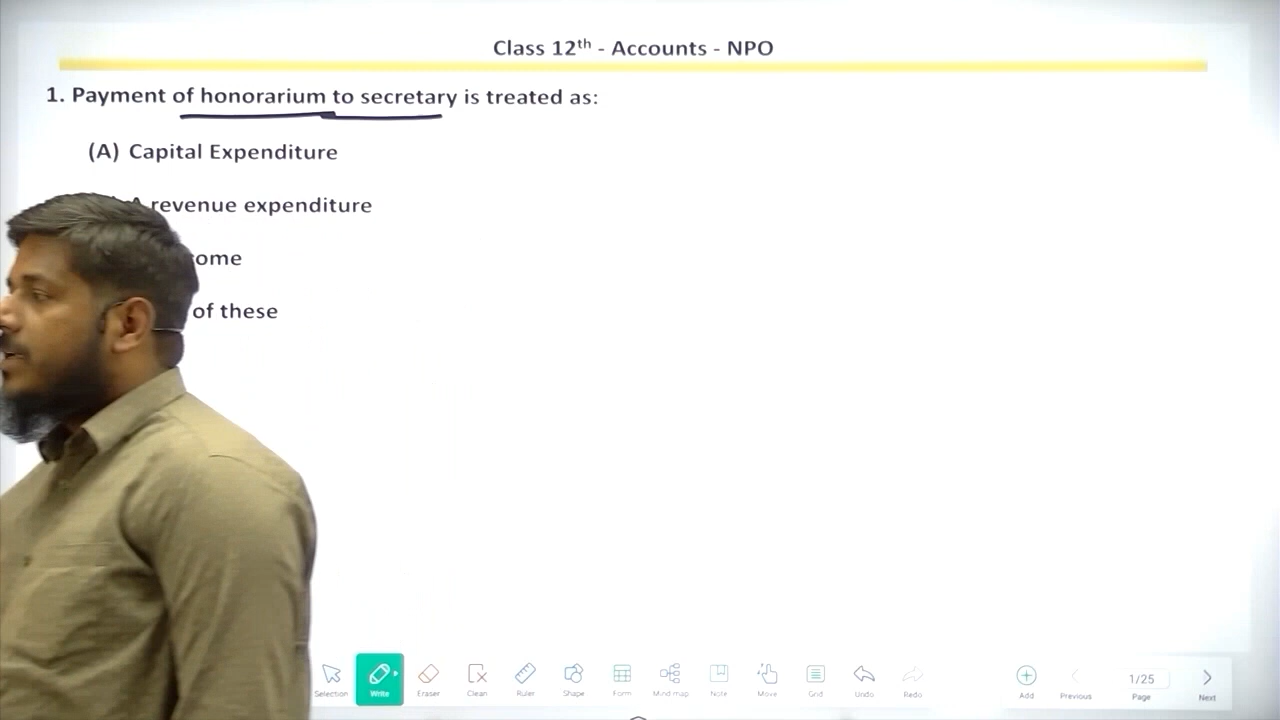 Class 12th - Accounts - NPO
1. Payment of honorarium to secretary is treated as:
(A) Capital Expenditure
A revenue expenditure
of these
Selection
Write
Eraser
Clean
Ruler
Shape
Form
Mind map
Note
Move
Grid
Undo
Redo
Add
Previous
1/25
Page
Next